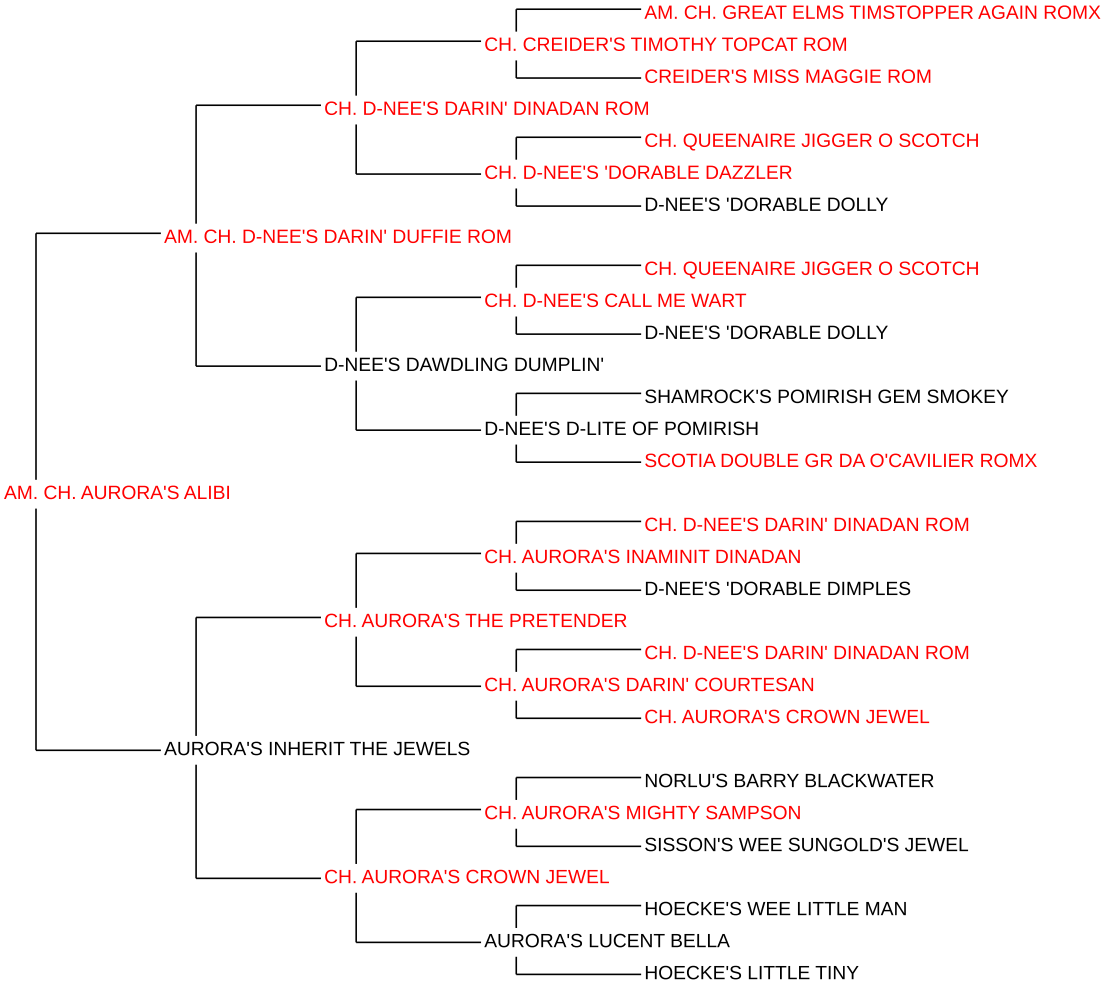 AM. CH. GREAT ELMS TIMSTOPPER AGAIN ROMX
CH. CREIDER'S TIMOTHY TOPCAT ROM
CREIDER'S MISS MAGGIE ROM
CH. D-NEE'S DARIN' DINADAN ROM
CH. QUEENAIRE JIGGER O SCOTCH
CH. D-NEE'S 'DORABLE DAZZLER
D-NEE'S 'DORABLE DOLLY
AM. CH. D-NEE'S DARIN' DUFFIE ROM
CH. QUEENAIRE JIGGER O SCOTCH
CH. D-NEE'S CALL ME WART
D-NEE'S 'DORABLE DOLLY
D-NEE'S DAWDLING DUMPLIN'
SHAMROCK'S POMIRISH GEM SMOKEY
D-NEE'S D-LITE OF POMIRISH
SCOTIA DOUBLE GR DA O'CAVILIER ROMX
AM. CH. AURORA'S ALIBI
CH. D-NEE'S DARIN' DINADAN ROM
CH. AURORA'S INAMINIT DINADAN
D-NEE'S 'DORABLE DIMPLES
CH. AURORA'S THE PRETENDER
CH. D-NEE'S DARIN' DINADAN ROM
CH. AURORA'S DARIN' COURTESAN
CH. AURORA'S CROWN JEWEL
AURORA'S INHERIT THE JEWELS
NORLU'S BARRY BLACKWATER
CH. AURORA'S MIGHTY SAMPSON
SISSON'S WEE SUNGOLD'S JEWEL
CH. AURORA'S CROWN JEWEL
HOECKE'S WEE LITTLE MAN
AURORA'S LUCENT BELLA
HOECKE'S LITTLE TINY